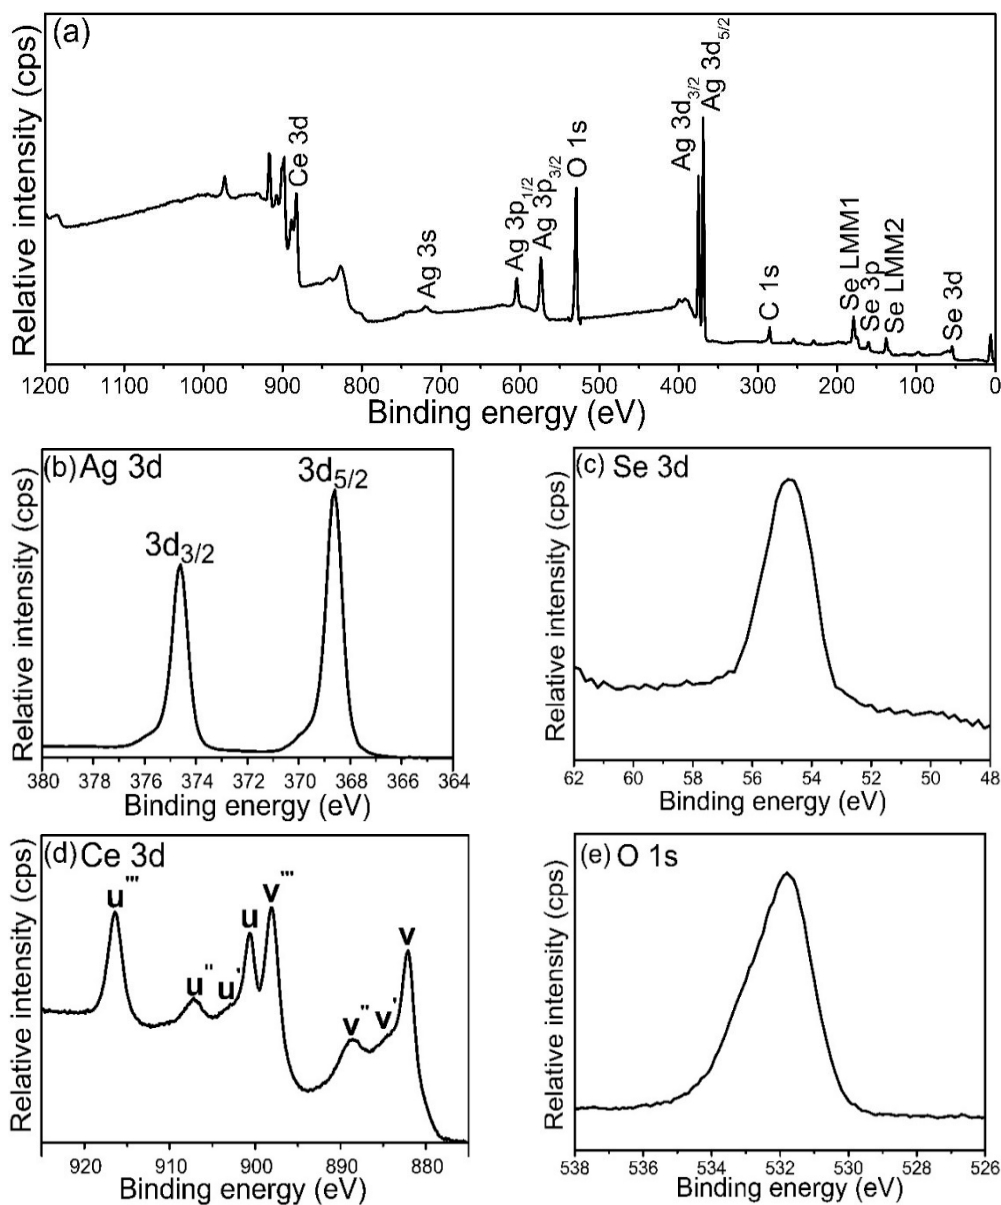 (a)
Relative intensity (cps)
Ce 3d
Ag 3s
Ag 3p1/2
Ag 3p3/2
O 1s
Ag 3d3/2
Ag 3d5/2
C 1s
Se LMM1
Se 3p
Se LMM2
Se 3d
1200 1100 1000 900 800 700 600 500 400 300 200 100 0
Binding energy (eV)
(b) Ag 3d
Relative intensity (cps)
3d3/2
3d5/2
380 378 376 374 372 370 368 366 364
Binding energy (eV)
(c) Se 3d
Relative intensity (cps)
62 60 58 56 54 52 50 48
Binding energy (eV)
(d) Ce 3d
Relative intensity (cps)
u''' u'' u' u v''' v'' v' v
920 910 900 890 880
Binding energy (eV)
(e) O 1s
Relative intensity (cps)
538 536 534 532 530 528 526
Binding energy (eV)